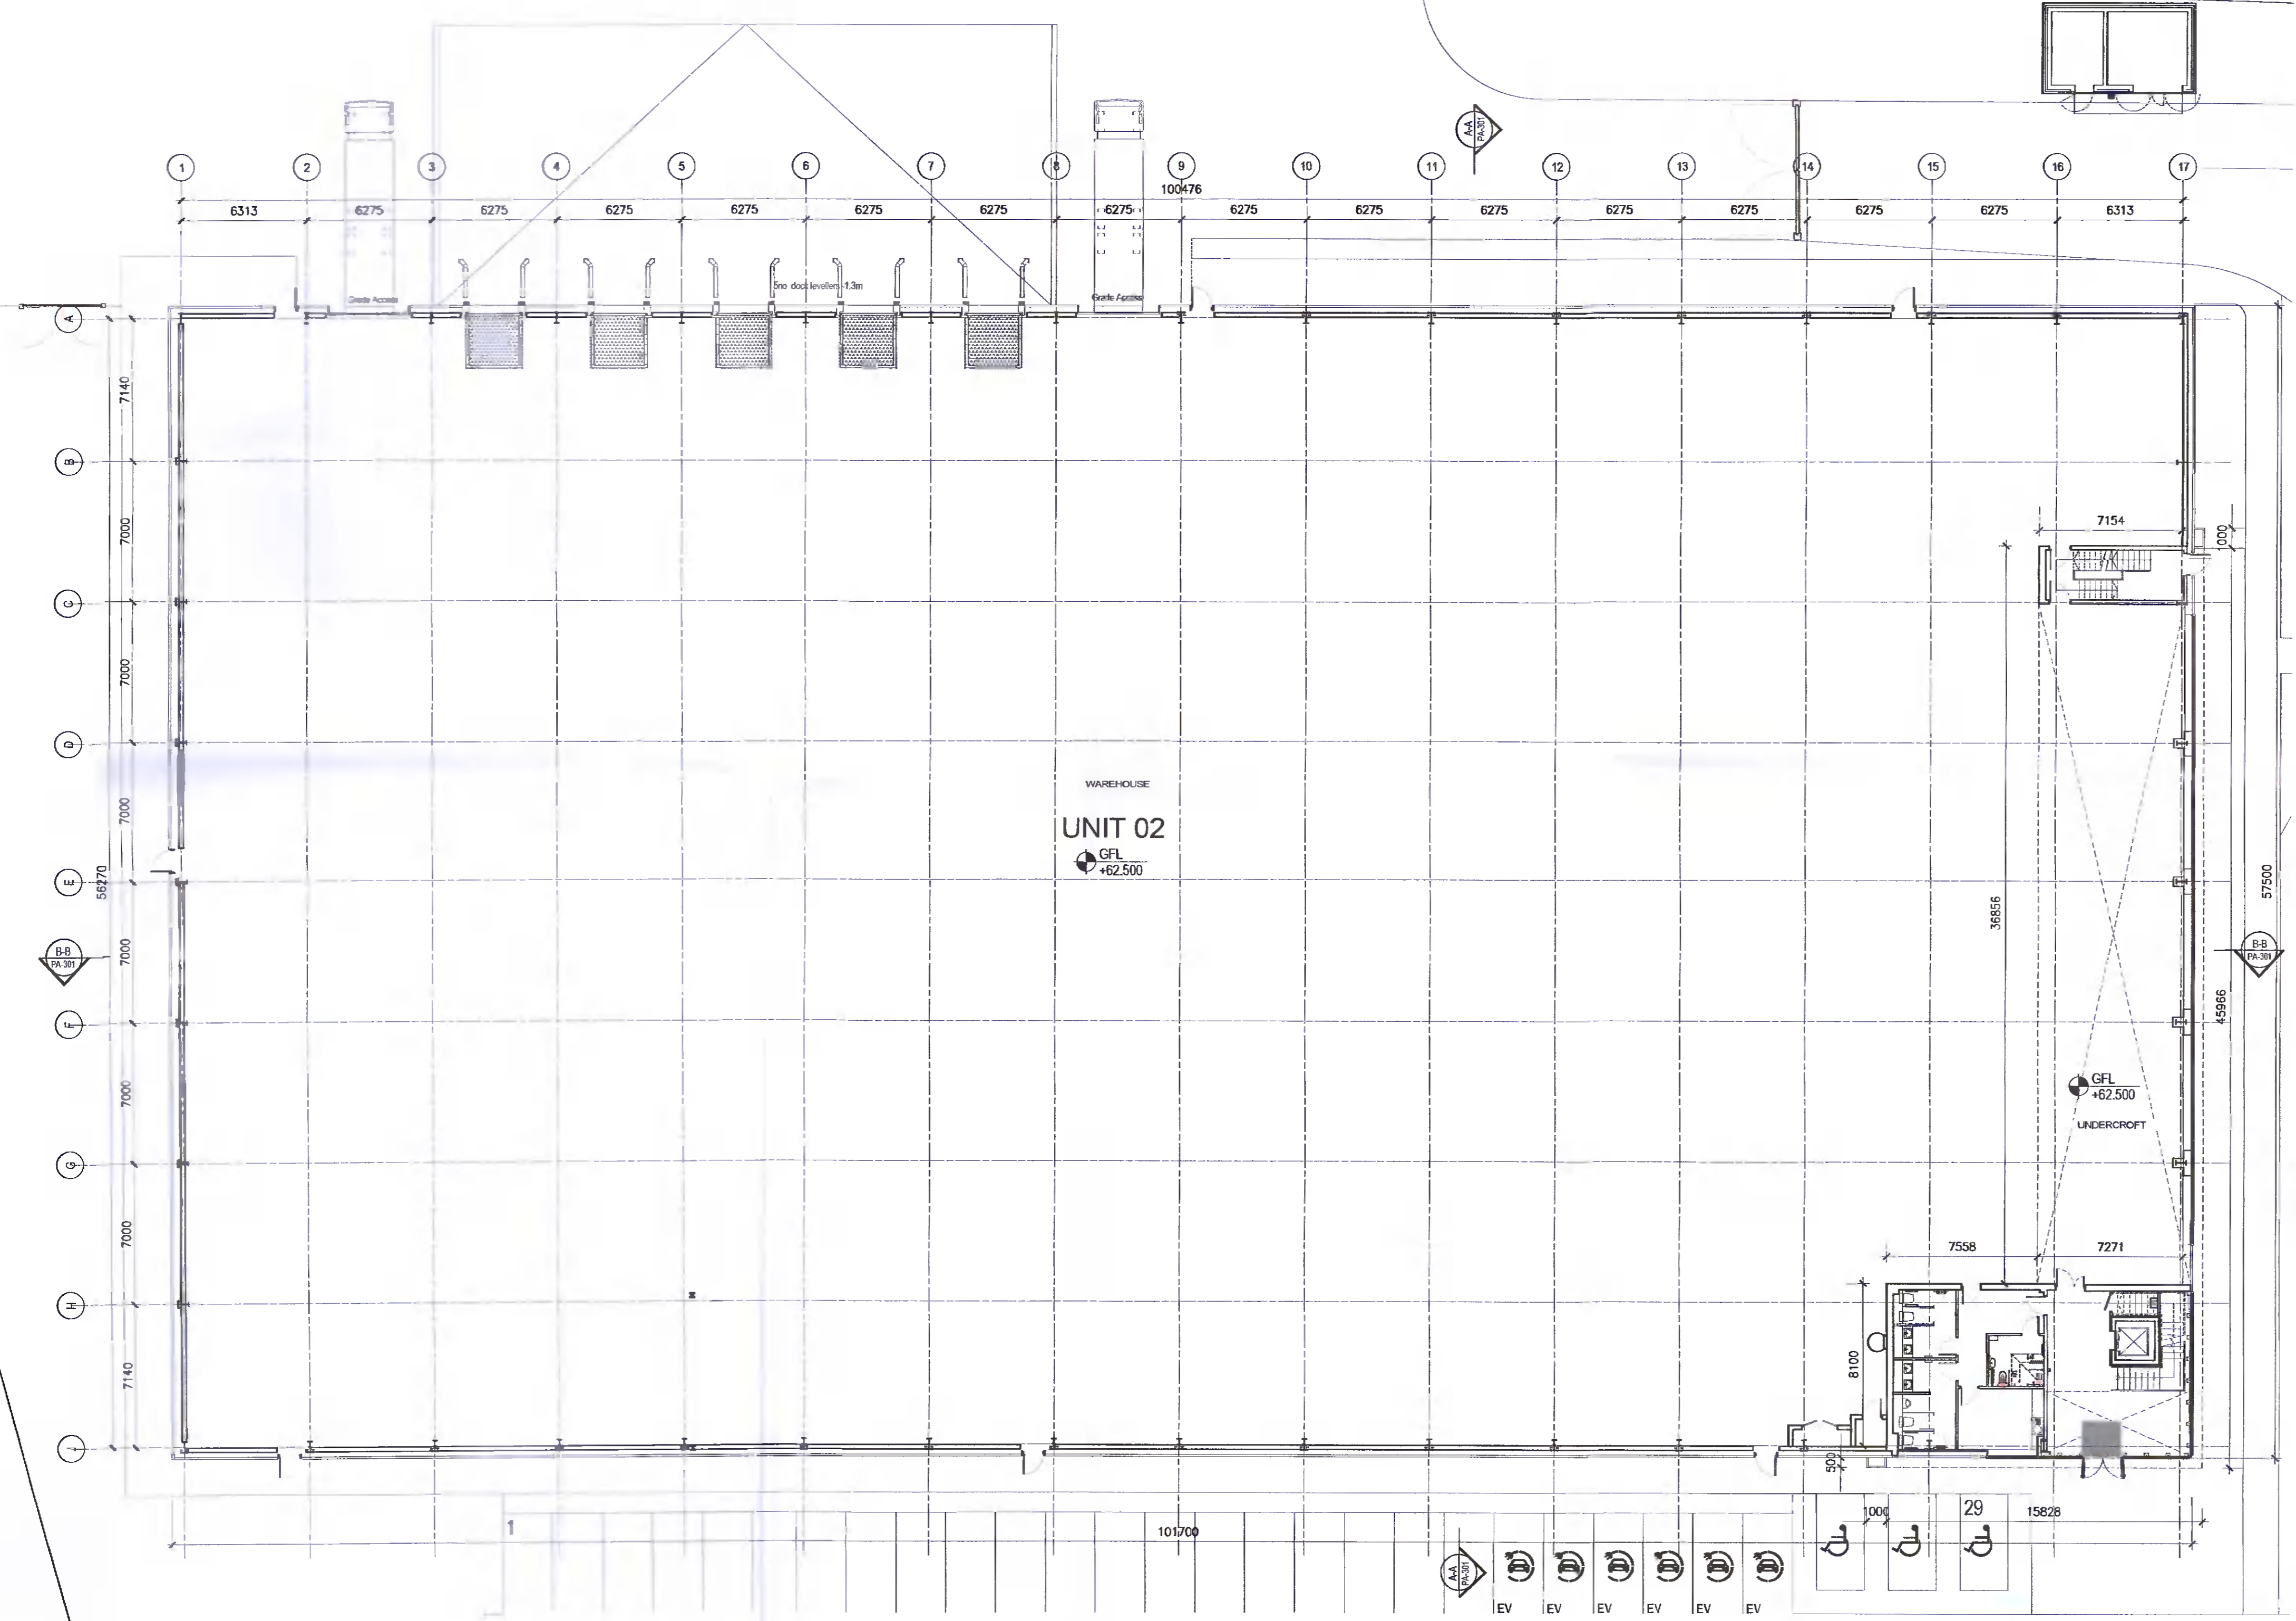 A-A
PA-301
1 2 3 4 5 6 7 8 9 10 11 12 13 14 15 16 17
100476
6313 6275 6275 6275 6275 6275 6275 6275 6275 6275 6275 6275 6275 6275 6275 6313
5no dock levellers -1.3m
Grade Access
Grade Access
A
7140
B
7000
7154
1000
C
7000
D
7000
WAREHOUSE
UNIT 02
GFL
+62.500
E
56270
57500
36856
B-B
PA-301
7000
B-B
PA-301
45966
F
7000
GFL
+62.500
UNDERCROFT
G
7000
7558
7271
H
7140
8100
I
500
1
101700
1000
29
15828
A-A
PA-301
EV EV EV EV EV EV